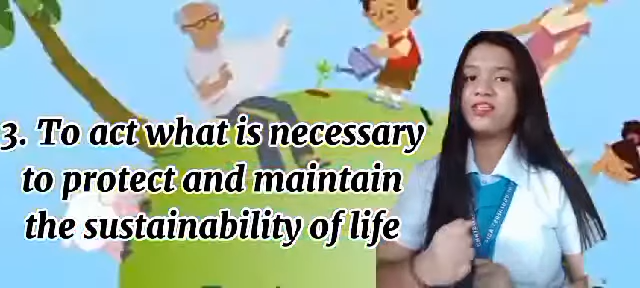 3. To act what is necessary
to protect and maintain
the sustainability of life